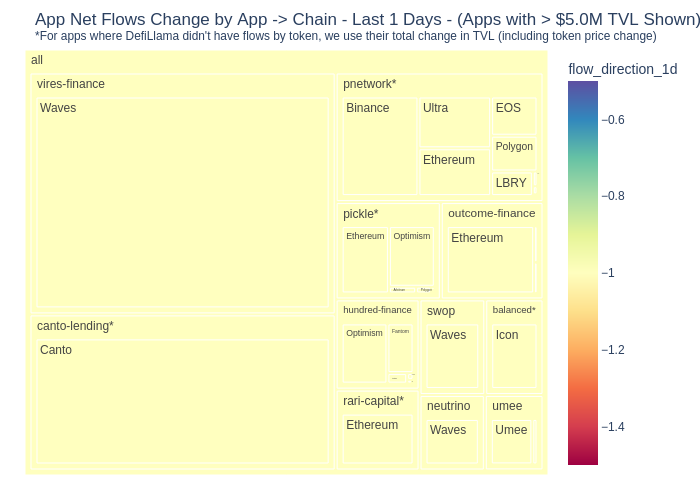 App Net Flows Change by App -> Chain - Last 1 Days - (Apps with > $5.0M TVL Shown)
*For apps where DefiLlama didn't have flows by token, we use their total change in TVL (including token price change)
all
vires-finance
Waves
canto-lending*
Canto
pnetwork*
Binance
Ultra
Ethereum
EOS
Polygon
LBRY
pickle*
Ethereum
Optimism
outcome-finance
Ethereum
hundred-finance
Optimism
Fantom
swop
Waves
balanced*
Icon
rari-capital*
Ethereum
neutrino
Waves
umee
Umee
flow_direction_1d
−0.6
−0.8
−1
−1.2
−1.4